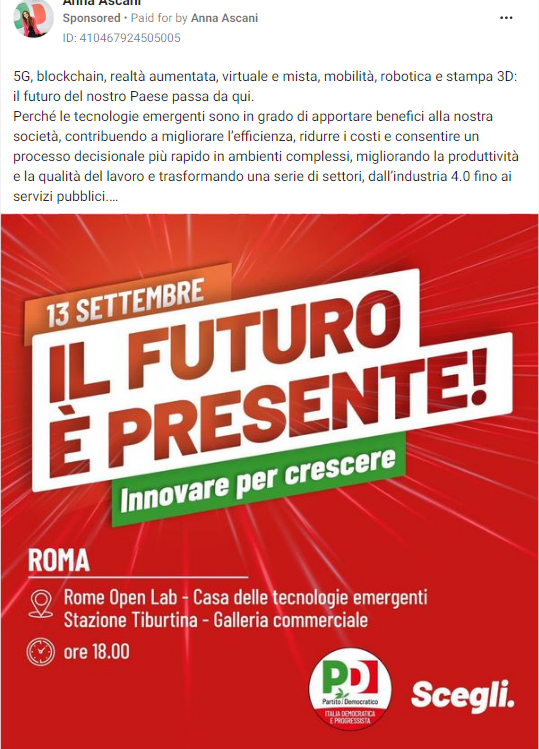 Anna Ascani
Sponsored • Paid for by Anna Ascani
ID: 410467924505005
5G, blockchain, realtà aumentata, virtuale e mista, mobilità, robotica e stampa 3D:
il futuro del nostro Paese passa da qui.
Perché le tecnologie emergenti sono in grado di apportare benefici alla nostra
società, contribuendo a migliorare l'efficienza, ridurre i costi e consentire un
processo decisionale più rapido in ambienti complessi, migliorando la produttività
e la qualità del lavoro e trasformando una serie di settori, dall'industria 4.0 fino ai
servizi pubblici....
13 SETTEMBRE
IL FUTURO
È PRESENTE!
Innovare per crescere
ROMA
Rome Open Lab - Casa delle tecnologie emergenti
Stazione Tiburtina - Galleria commerciale
ore 18.00
PD
Partito Democratico
ITALIA DEMOCRATICA
E PROGRESSISTA
Scegli.